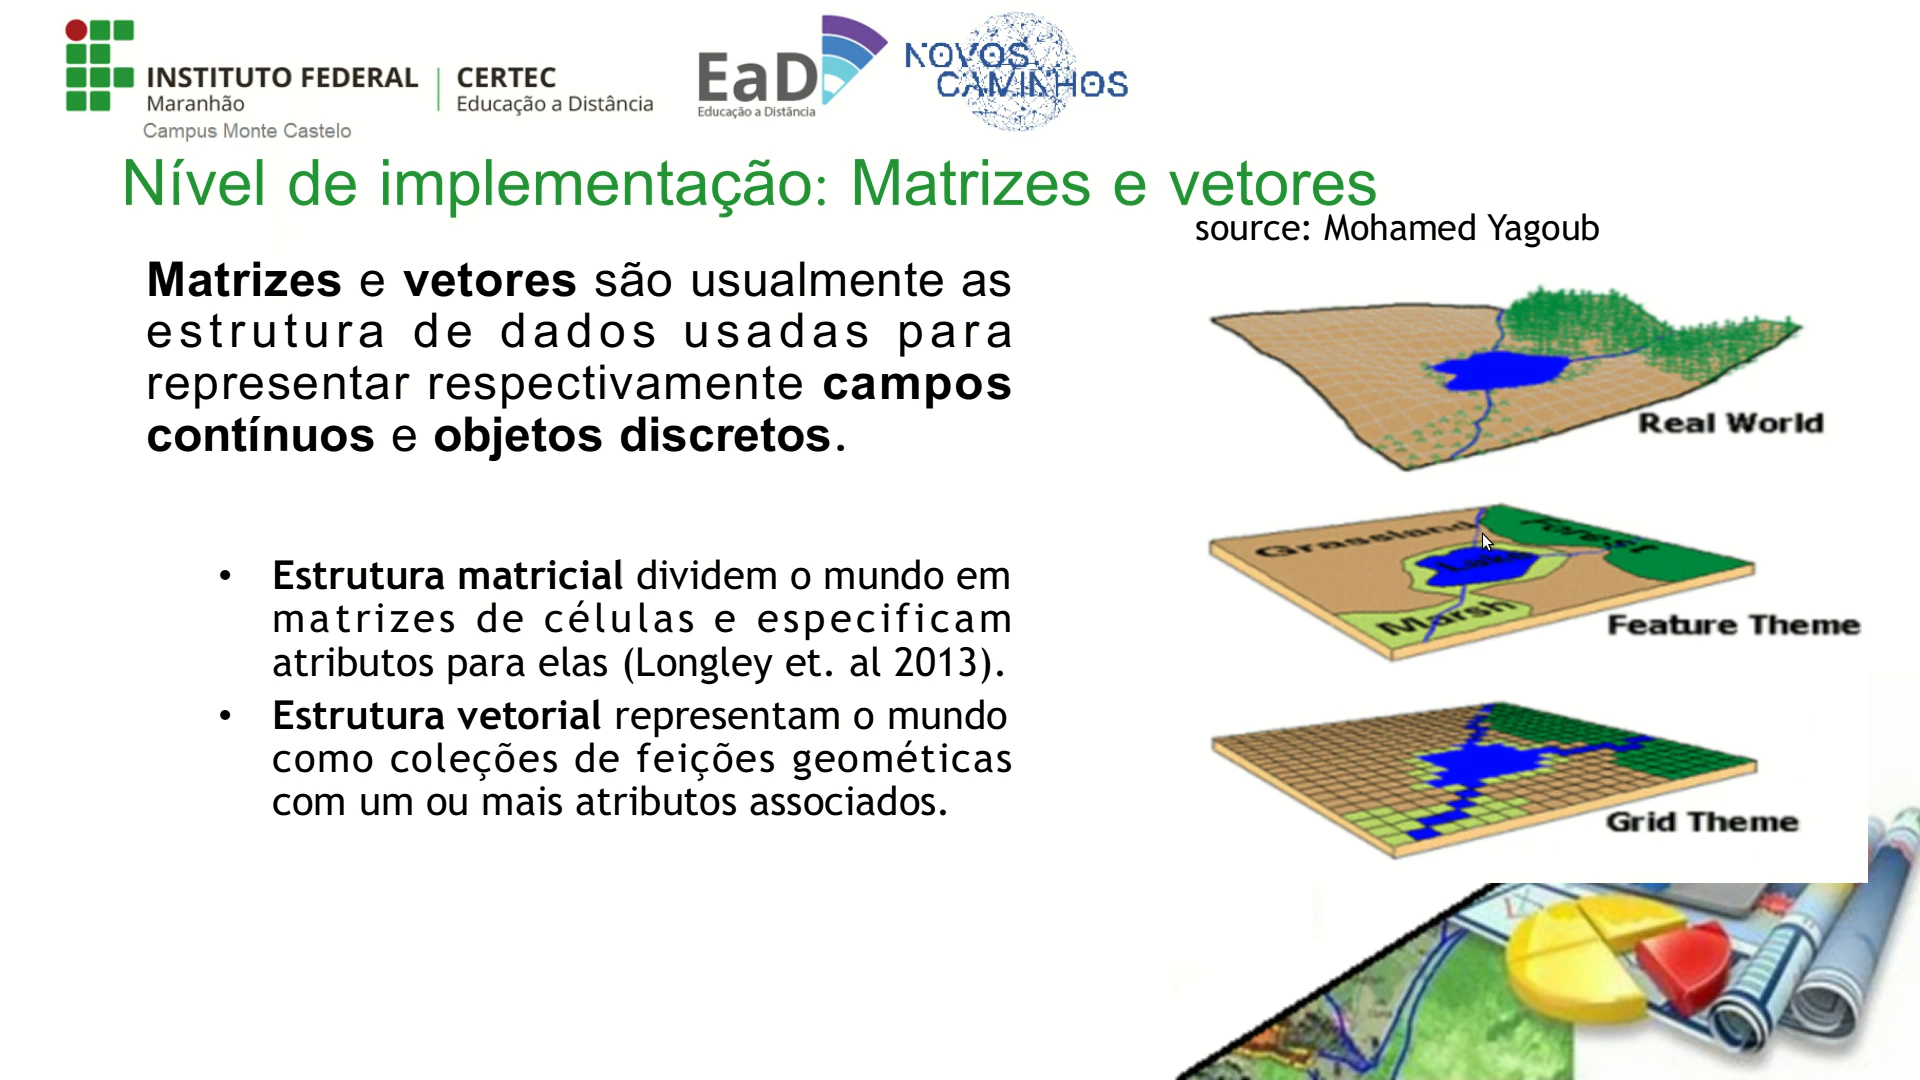 INSTITUTO FEDERAL
Maranhão
Campus Monte Castelo
CERTEC
Educação a Distância
EaD
Educação a Distância
NOVOS
CAMINHOS
Nível de implementação: Matrizes e vetores
source: Mohamed Yagoub
Matrizes e vetores são usualmente as
estrutura de dados usadas para
representar respectivamente campos
contínuos e objetos discretos.
• Estrutura matricial dividem o mundo em
matrizes de células e especificam
atributos para elas (Longley et. al 2013).
• Estrutura vetorial representam o mundo
como coleções de feições geométicas
com um ou mais atributos associados.
Real World
Grassland
Forest
Lake
Marsh
Feature Theme
Grid Theme